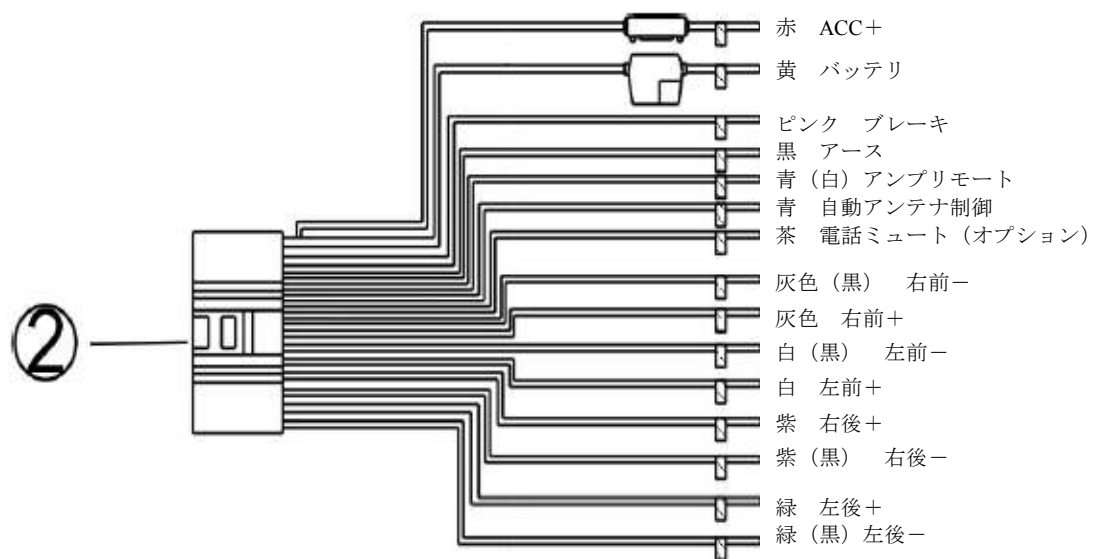 赤　ACC＋
黄　バッテリ
ピンク　ブレーキ
黒　アース
青（白）アンプリモート
青　自動アンテナ制御
茶　電話ミュート（オプション）
灰色（黒）　右前－
灰色　右前＋
②
白（黒）　左前－
白　左前＋
紫　右後＋
紫（黒）　右後－
緑　左後＋
緑（黒）左後－